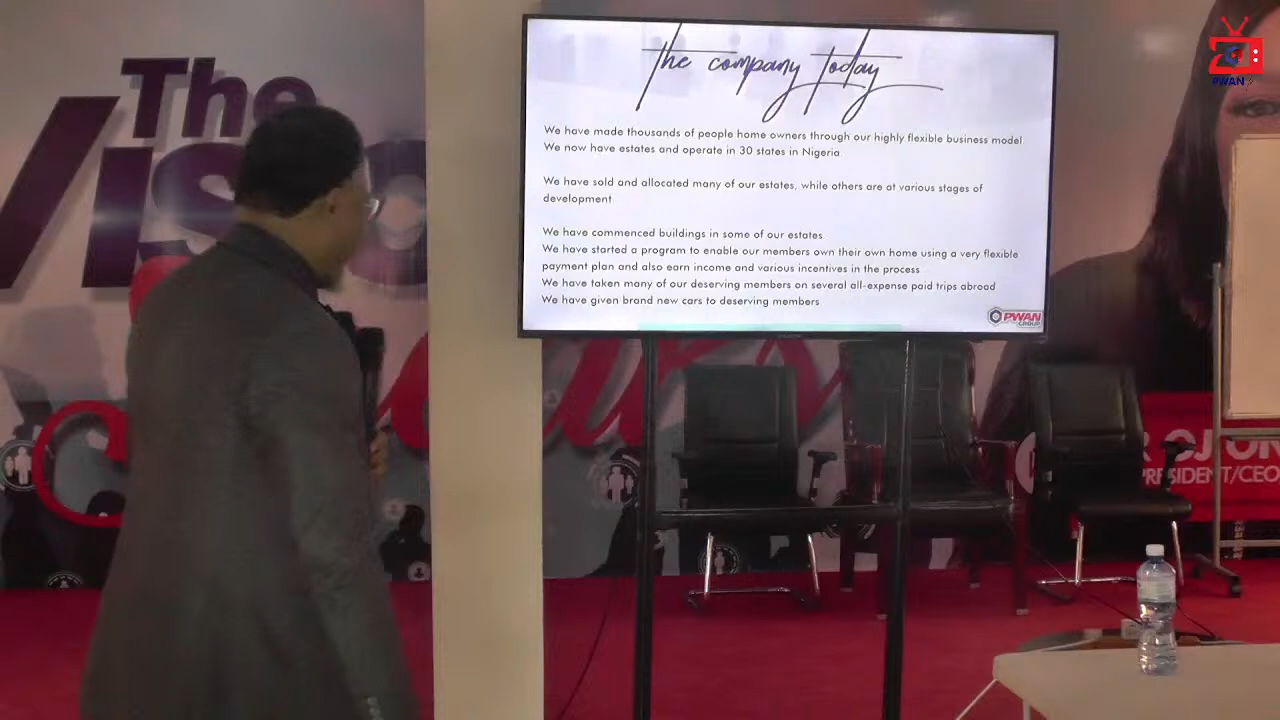 The
the company today
We have made thousands of people home owners through our highly flexible business model
We now have estates and operate in 30 states in Nigeria
We have sold and allocated many of our estates, while others are at various stages of
development
We have commenced buildings in some of our estates
We have started a program to enable our members own their own home using a very flexible
payment plan and also earn income and various incentives in the process
We have taken many of our deserving members on several all-expense paid trips abroad
We have given brand new cars to deserving members
PWAN
GROUP
PWAN
PRESIDENT/CEO